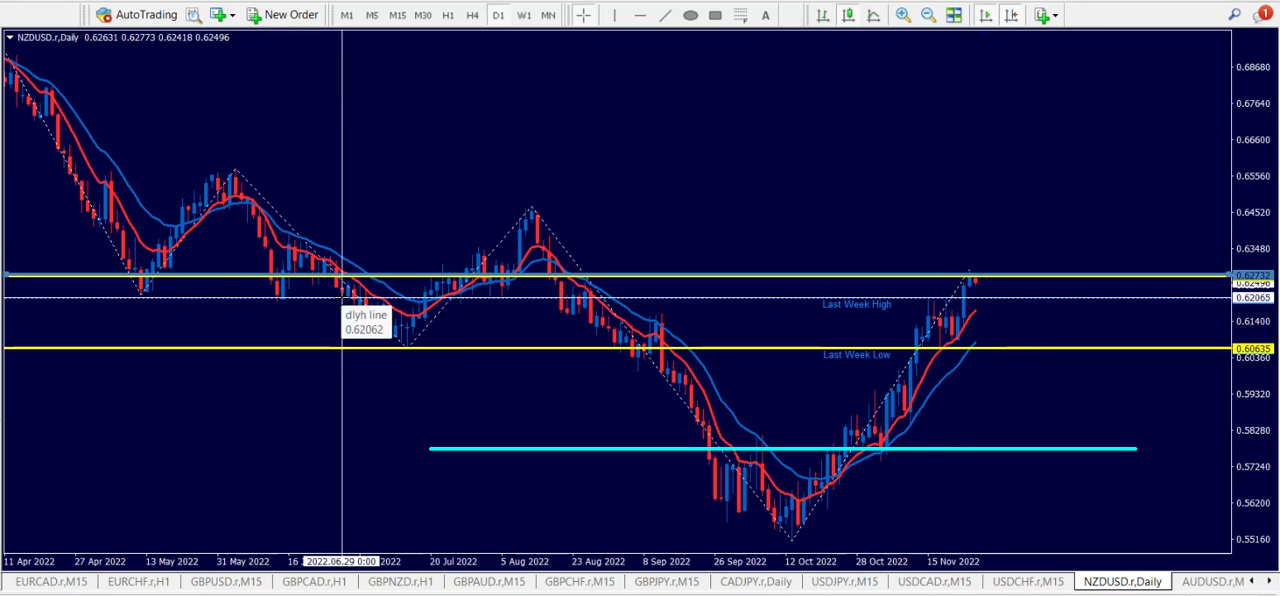 AutoTrading New Order M1 M5 M15 M30 H1 H4 D1 W1 MN A 1
NZDUSD.r,Daily 0.62631 0.62773 0.62418 0.62496
0.68680
0.67640
0.66600
0.65560
0.64520
0.63480
0.62732
0.62496
Last Week High
0.62065
dlyh line
0.62062
0.61400
Last Week Low
0.60635
0.60360
0.59320
0.58280
0.57240
0.56200
0.55160
11 Apr 2022 27 Apr 2022 13 May 2022 31 May 2022 16 2022.06.29 0:00 2022 20 Jul 2022 5 Aug 2022 23 Aug 2022 8 Sep 2022 26 Sep 2022 12 Oct 2022 28 Oct 2022 15 Nov 2022
EURCAD.r,M15 EURCHF.r,H1 GBPUSD.r,M15 GBPCAD.r,H1 GBPNZD.r,H1 GBPAUD.r,M15 GBPCHF.r,M15 GBPJPY.r,M15 CADJPY.r,Daily USDJPY.r,M15 USDCAD.r,M15 USDCHF.r,M15 NZDUSD.r,Daily AUDUSD.r,M